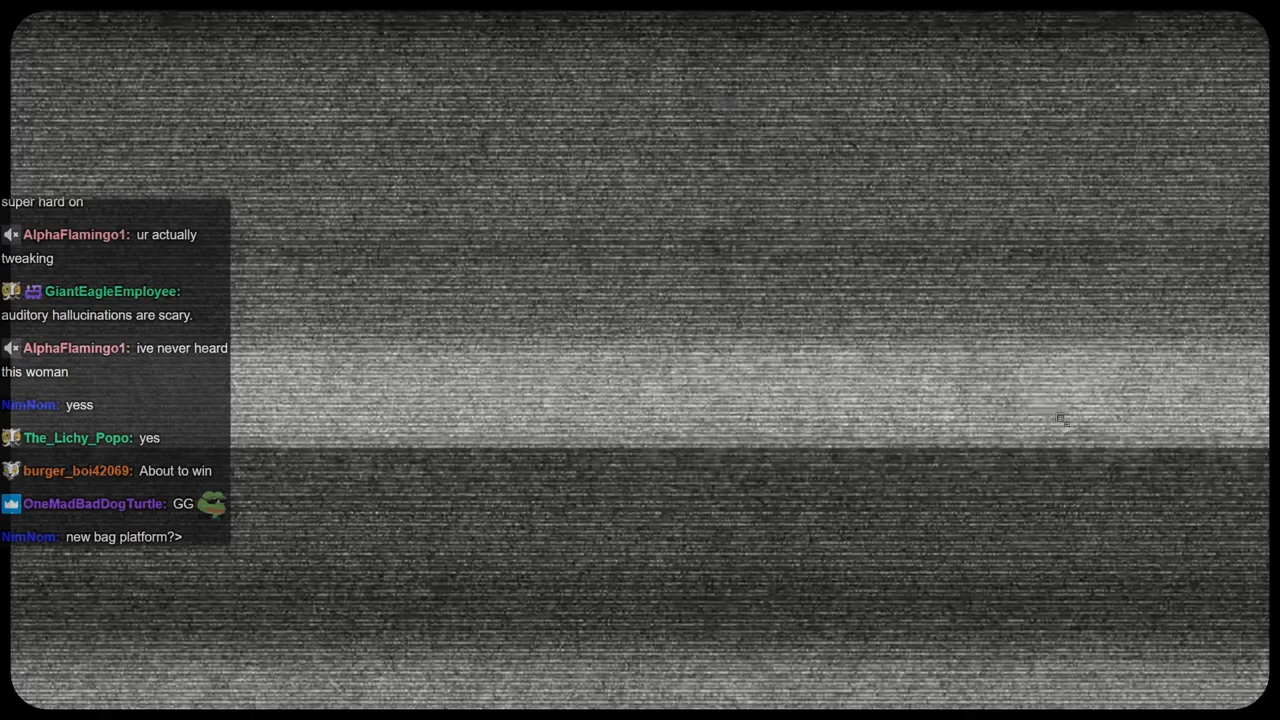 super hard on
AlphaFlamingo1: ur actually
tweaking
GiantEagleEmployee:
auditory hallucinations are scary.
AlphaFlamingo1: ive never heard
this woman
NimNom: yess
The_Lichy_Popo: yes
burger_boi42069: About to win
OneMadBadDogTurtle: GG
NimNom: new bag platform?>